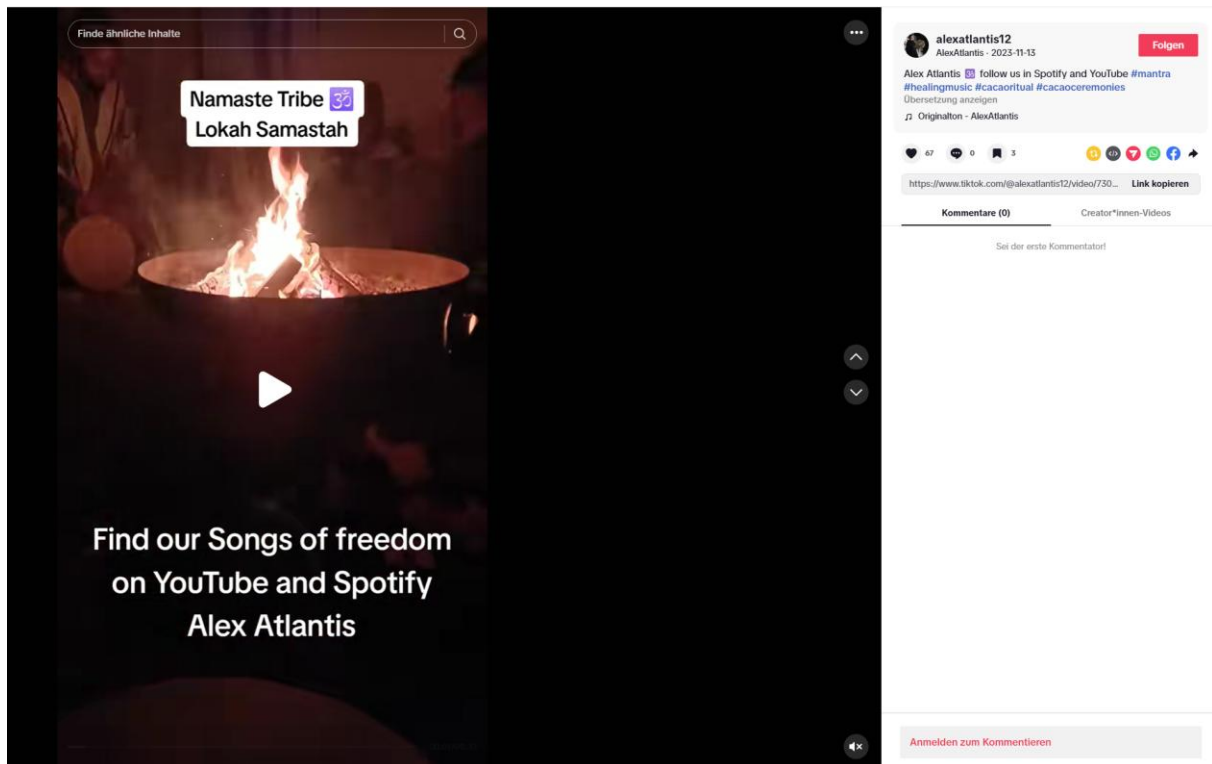 Finde ähnliche Inhalte
Namaste Tribe 🕉️
Lokah Samastah
Find our Songs of freedom
on YouTube and Spotify
Alex Atlantis
alexatlantis12
AlexAtlantis · 2023-11-13
Folgen
Alex Atlantis 🕉️ follow us in Spotify and YouTube #mantra
#healingmusic #cacaoritual #cacaoceremonies
Übersetzung anzeigen
♫ Originalton - AlexAtlantis
67
0
3
https://www.tiktok.com/@alexatlantis12/video/730...
Link kopieren
Kommentare (0)
Creator*innen-Videos
Sei der erste Kommentator!
Anmelden zum Kommentieren